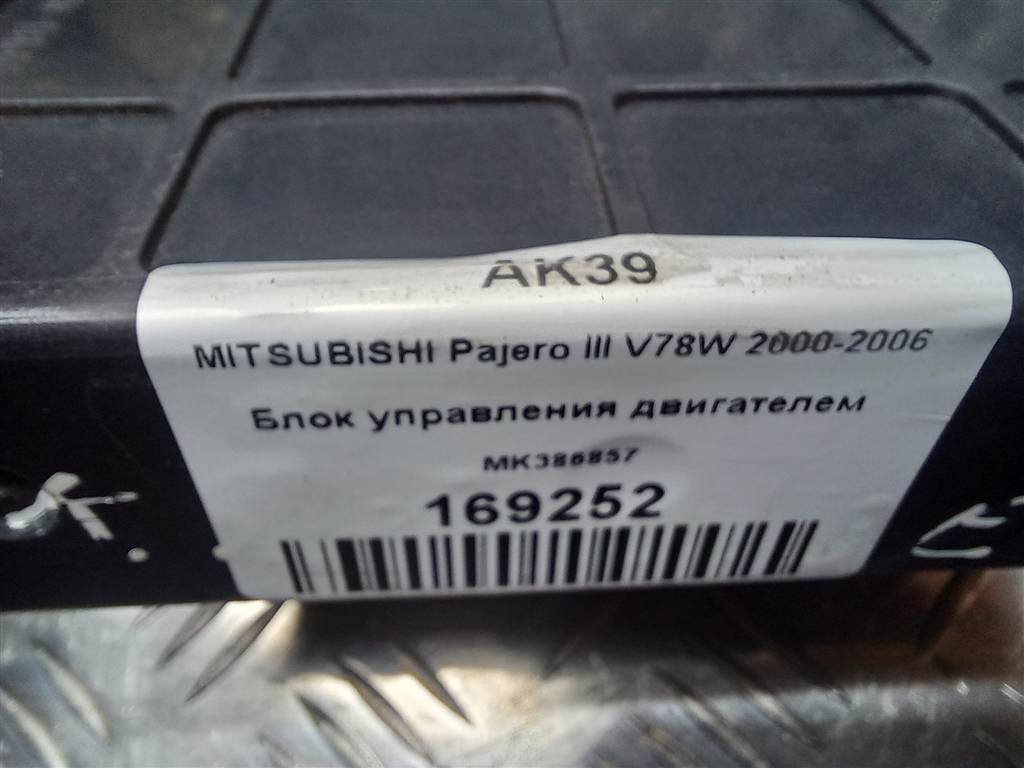 AK39
MITSUBISHI Pajero III V78W 2000-2006
Блок управления двигателем
MK386857
169252